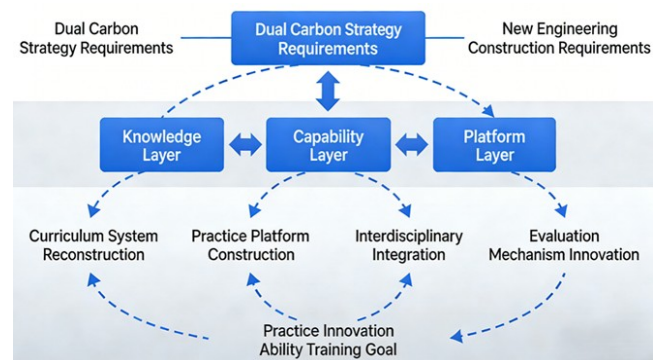 Dual Carbon
Strategy Requirements
Dual Carbon Strategy
Requirements
New Engineering
Construction Requirements
Knowledge
Layer
Capability
Layer
Platform
Layer
Curriculum System
Reconstruction
Practice Platform
Construction
Interdisciplinary
Integration
Evaluation
Mechanism Innovation
Practice Innovation
Ability Training Goal